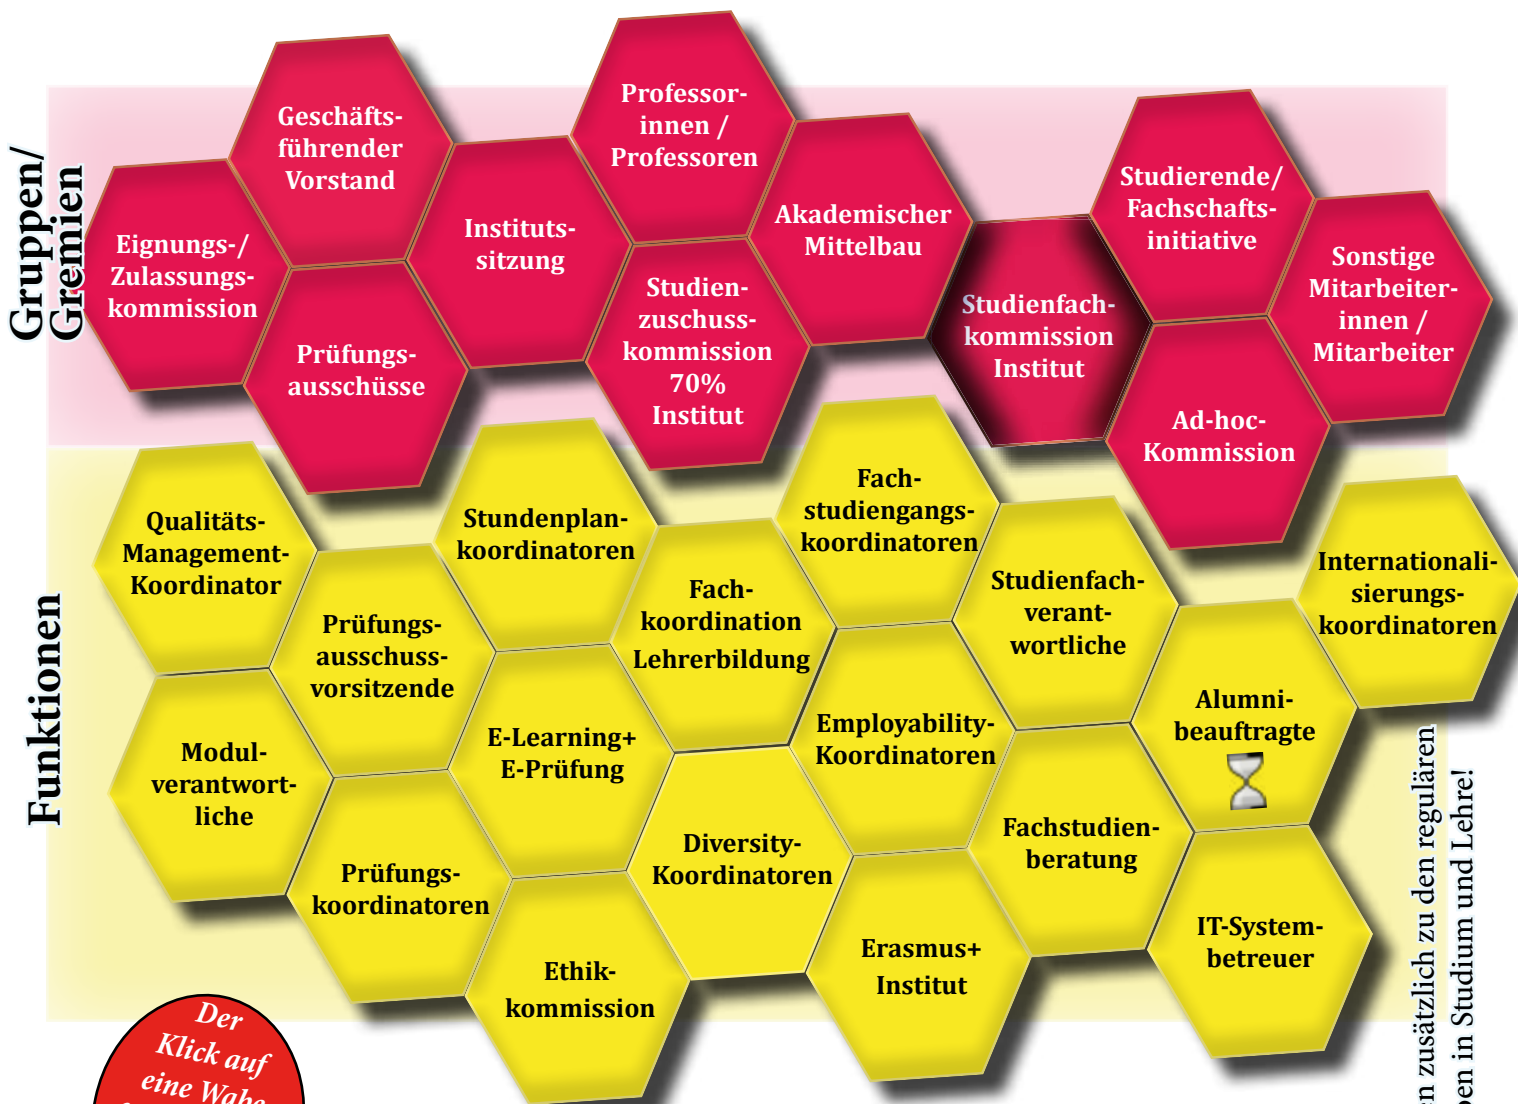 Gruppen/
Gremien
Geschäfts-
führender
Vorstand
Professor-
innen /
Professoren
Eignungs-/
Zulassungs-
kommission
Instituts-
sitzung
Akademischer
Mittelbau
Studierende/
Fachschafts-
initiative
Sonstige
Mitarbeiter-
innen /
Mitarbeiter
Prüfungs-
ausschüsse
Studien-
zuschuss-
kommission
70%
Institut
Studienfach-
kommission
Institut
Ad-hoc-
Kommission
Funktionen
Qualitäts-
Management-
Koordinator
Stundenplan-
koordinatoren
Fach-
studiengangs-
koordinatoren
Internationali-
sierungs-
koordinatoren
Prüfungs-
ausschuss-
vorsitzende
Fach-
koordination
Lehrerbildung
Studienfach-
verant-
wortliche
Modul-
verantwort-
liche
E-Learning+
E-Prüfung
Employability-
Koordinatoren
Alumni-
beauftragte
Prüfungs-
koordinatoren
Diversity-
Koordinatoren
Fachstudien-
beratung
Ethik-
kommission
Erasmus+
Institut
IT-System-
betreuer
Der
Klick auf
eine Wabe
zusätzlich zu den regulären
in Studium und Lehre!